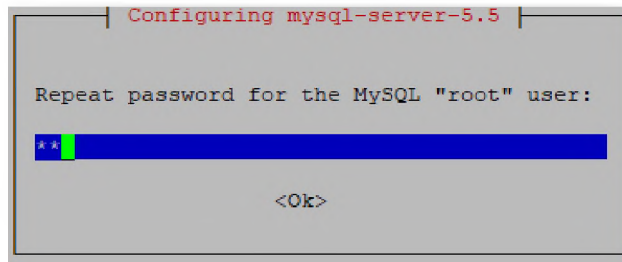 Configuring mysql-server-5.5
Repeat password for the MySQL "root" user:
**
<Ok>